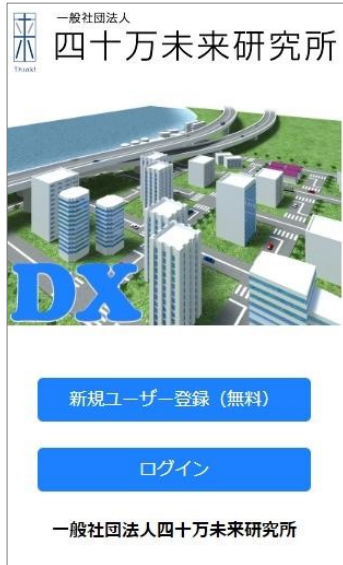 一般社団法人
来
Think!
四十万未来研究所
DX
新規ユーザー登録（無料）
ログイン
一般社団法人四十万未来研究所